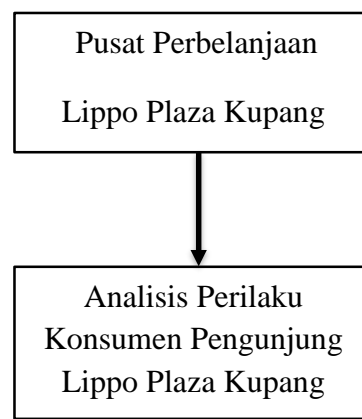 Pusat Perbelanjaan
Lippo Plaza Kupang
Analisis Perilaku
Konsumen Pengunjung
Lippo Plaza Kupang